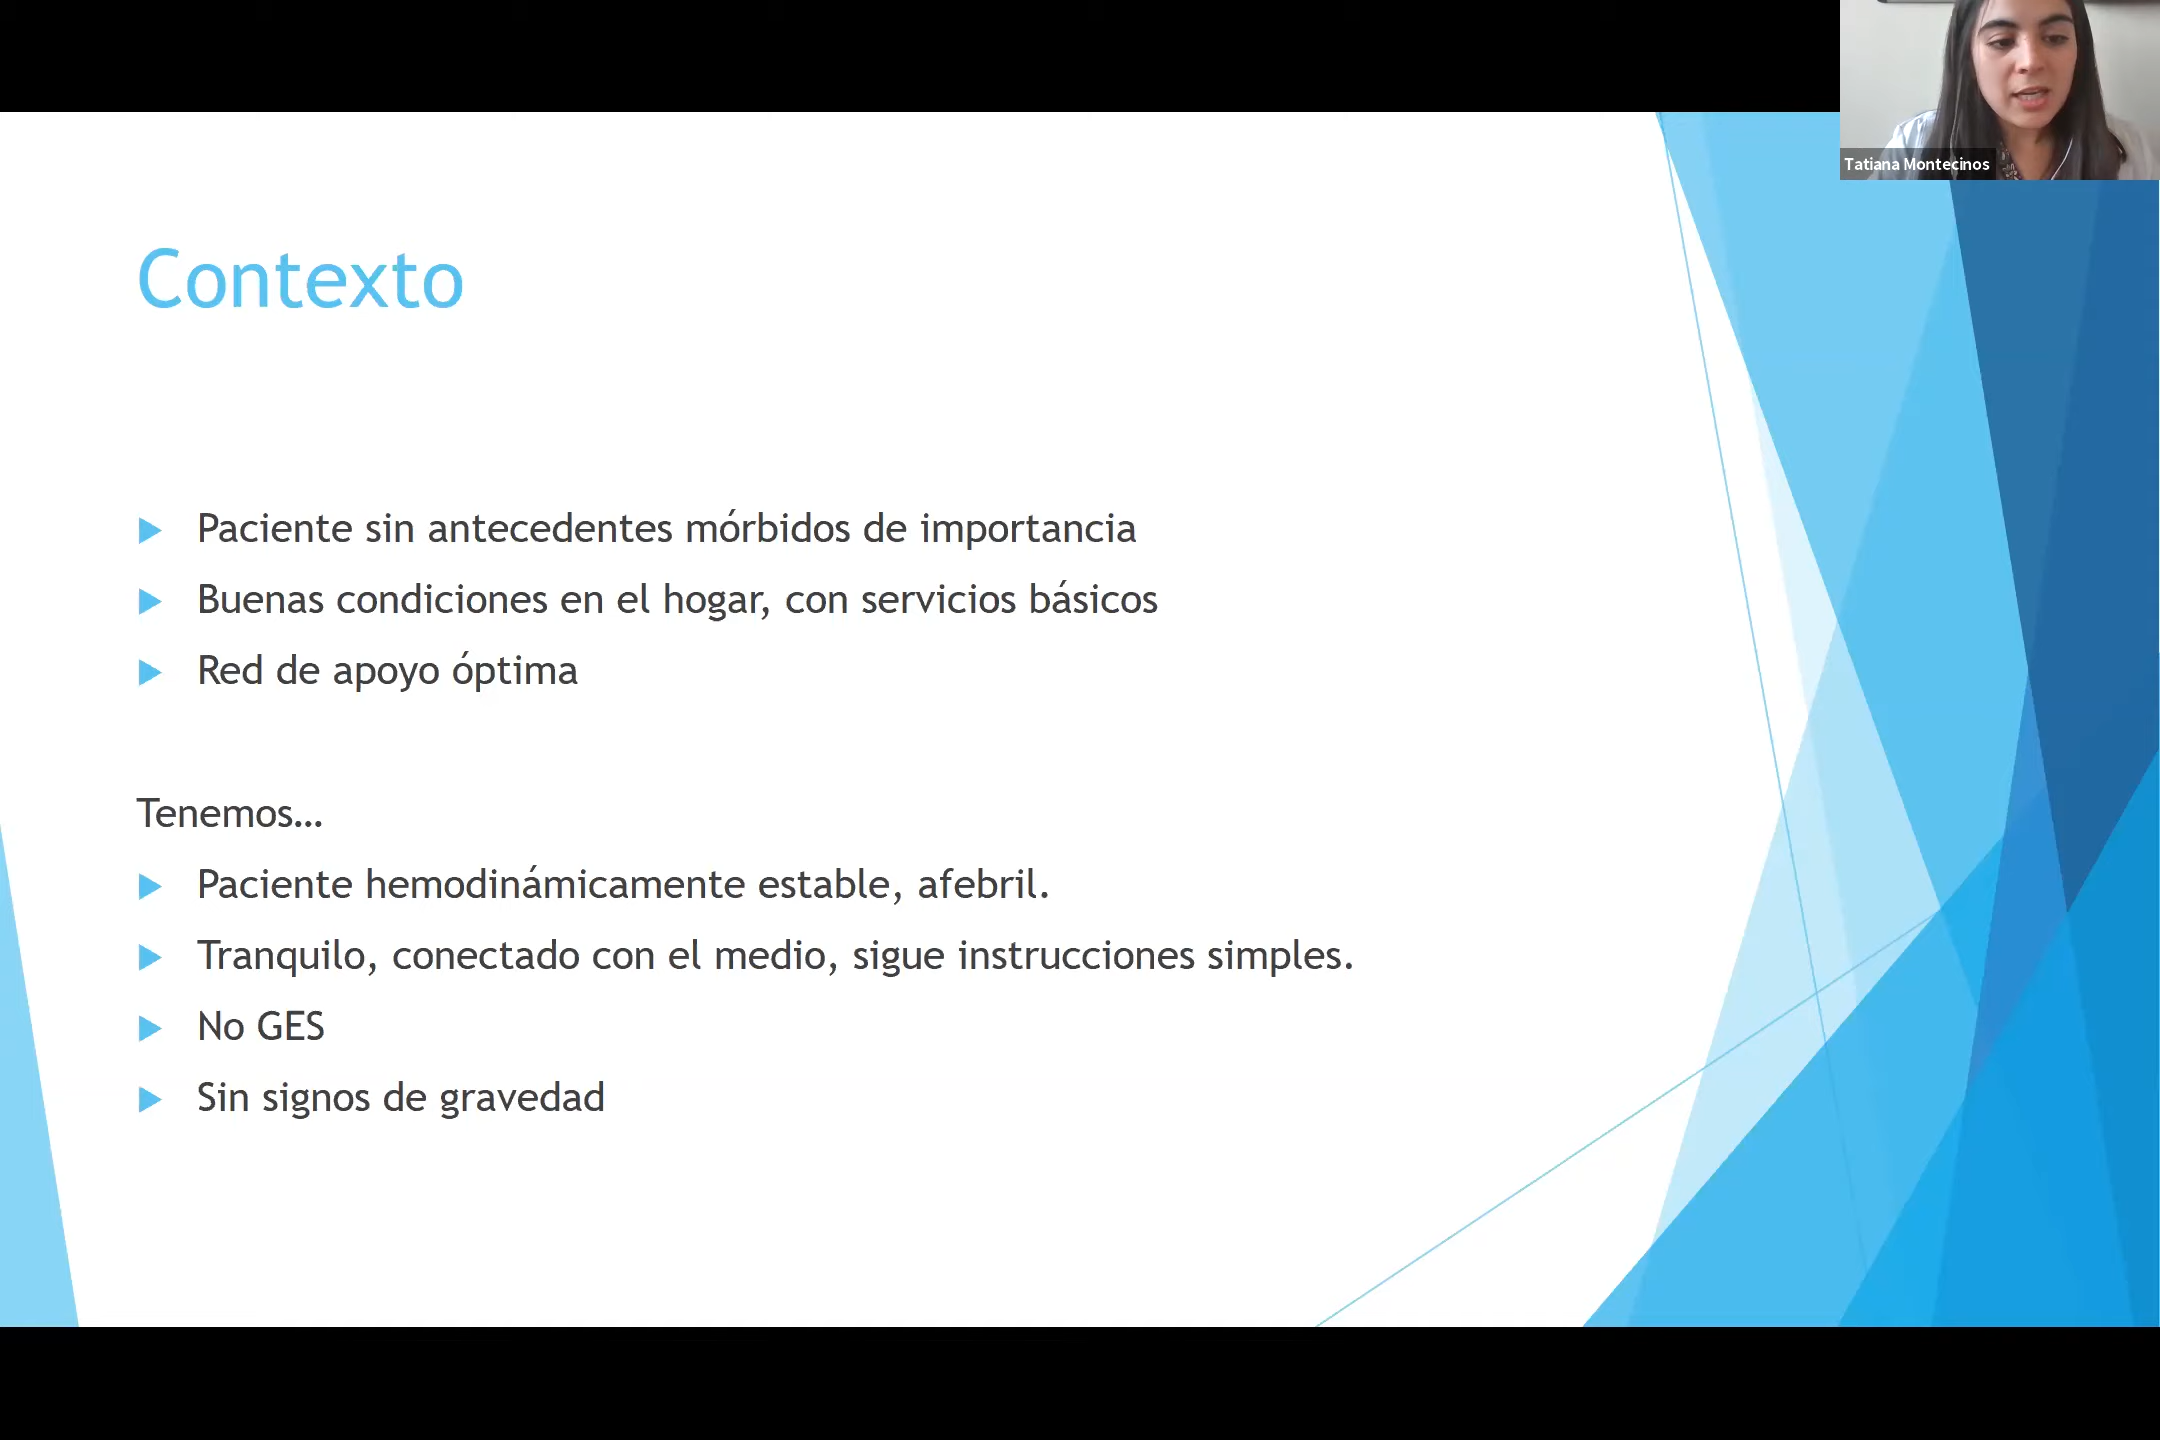 Tatiana Montecinos
Contexto
Paciente sin antecedentes mórbidos de importancia
Buenas condiciones en el hogar, con servicios básicos
Red de apoyo óptima
Tenemos…
Paciente hemodinámicamente estable, afebril.
Tranquilo, conectado con el medio, sigue instrucciones simples.
No GES
Sin signos de gravedad